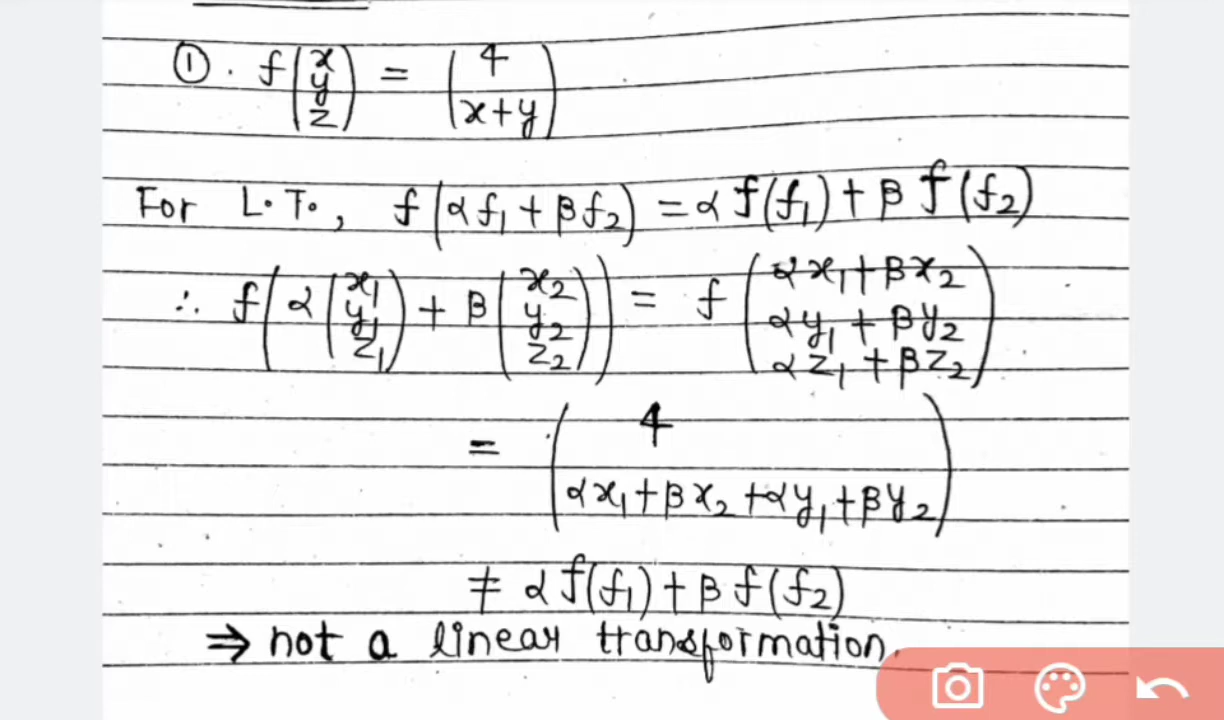 ①. f(x y z) = (4 x+y)
For L.T., f(αf₁ + βf₂) = αf(f₁) + βf(f₂)
∴ f(α(x₁ y₁ z₁) + β(x₂ y₂ z₂)) = f(αx₁+βx₂ αy₁+βy₂ αz₁+βz₂)
= (4 αx₁+βx₂+αy₁+βy₂)
≠ αf(f₁) + βf(f₂)
⇒ not a linear transformation.